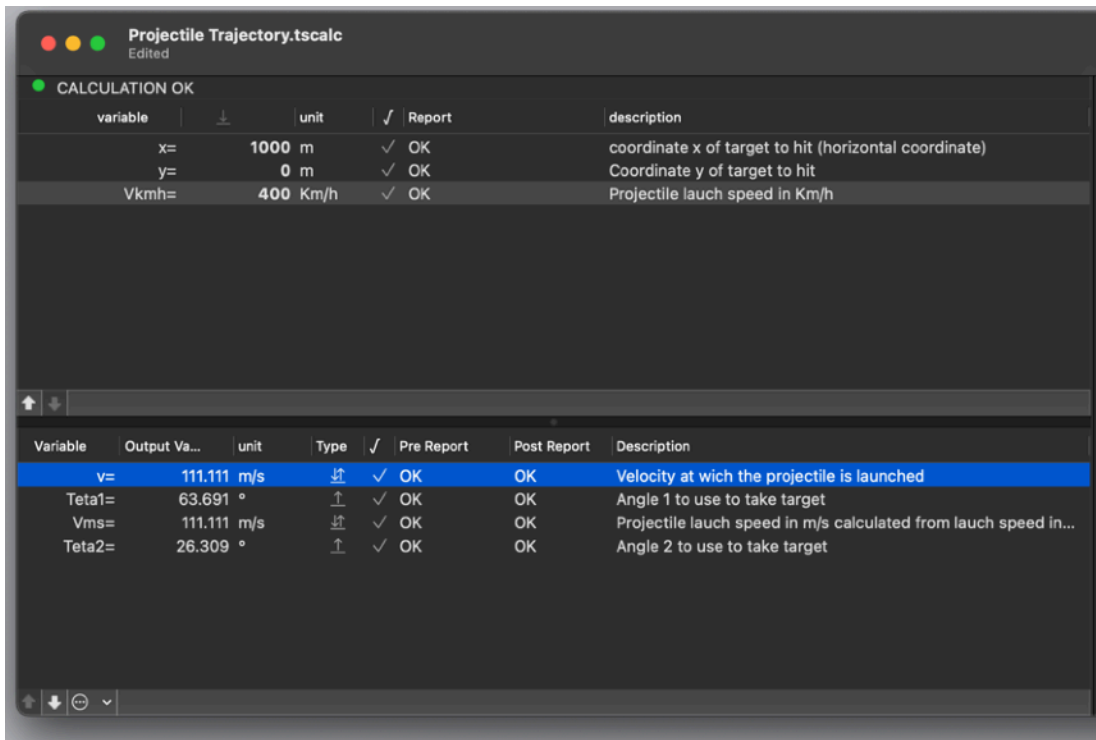 Projectile Trajectory.tscalc
Edited
CALCULATION OK
variable unit √ Report description
x= 1000 m ✓ OK coordinate x of target to hit (horizontal coordinate)
y= 0 m ✓ OK Coordinate y of target to hit
Vkmh= 400 Km/h ✓ OK Projectile lauch speed in Km/h
Variable Output Va... unit Type √ Pre Report Post Report Description
v= 111.111 m/s ✓ OK OK Velocity at wich the projectile is launched
Teta1= 63.691 ° ✓ OK OK Angle 1 to use to take target
Vms= 111.111 m/s ✓ OK OK Projectile lauch speed in m/s calculated from lauch speed in...
Teta2= 26.309 ° ✓ OK OK Angle 2 to use to take target